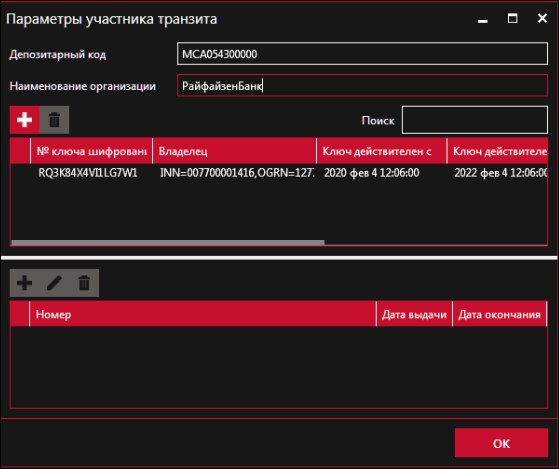 Параметры участника транзита
Депозитарный код
MCA054300000
Наименование организации
РайфайзенБанк
Поиск
№ ключа шифровани Владелец Ключ действителен с Ключ действителе
RQ3K84X4VI1LG7W1 INN=007700001416,OGRN=127 2020 фев 4 12:06:00 2022 фев 4 12:06:00
Номер Дата выдачи Дата окончания
OK